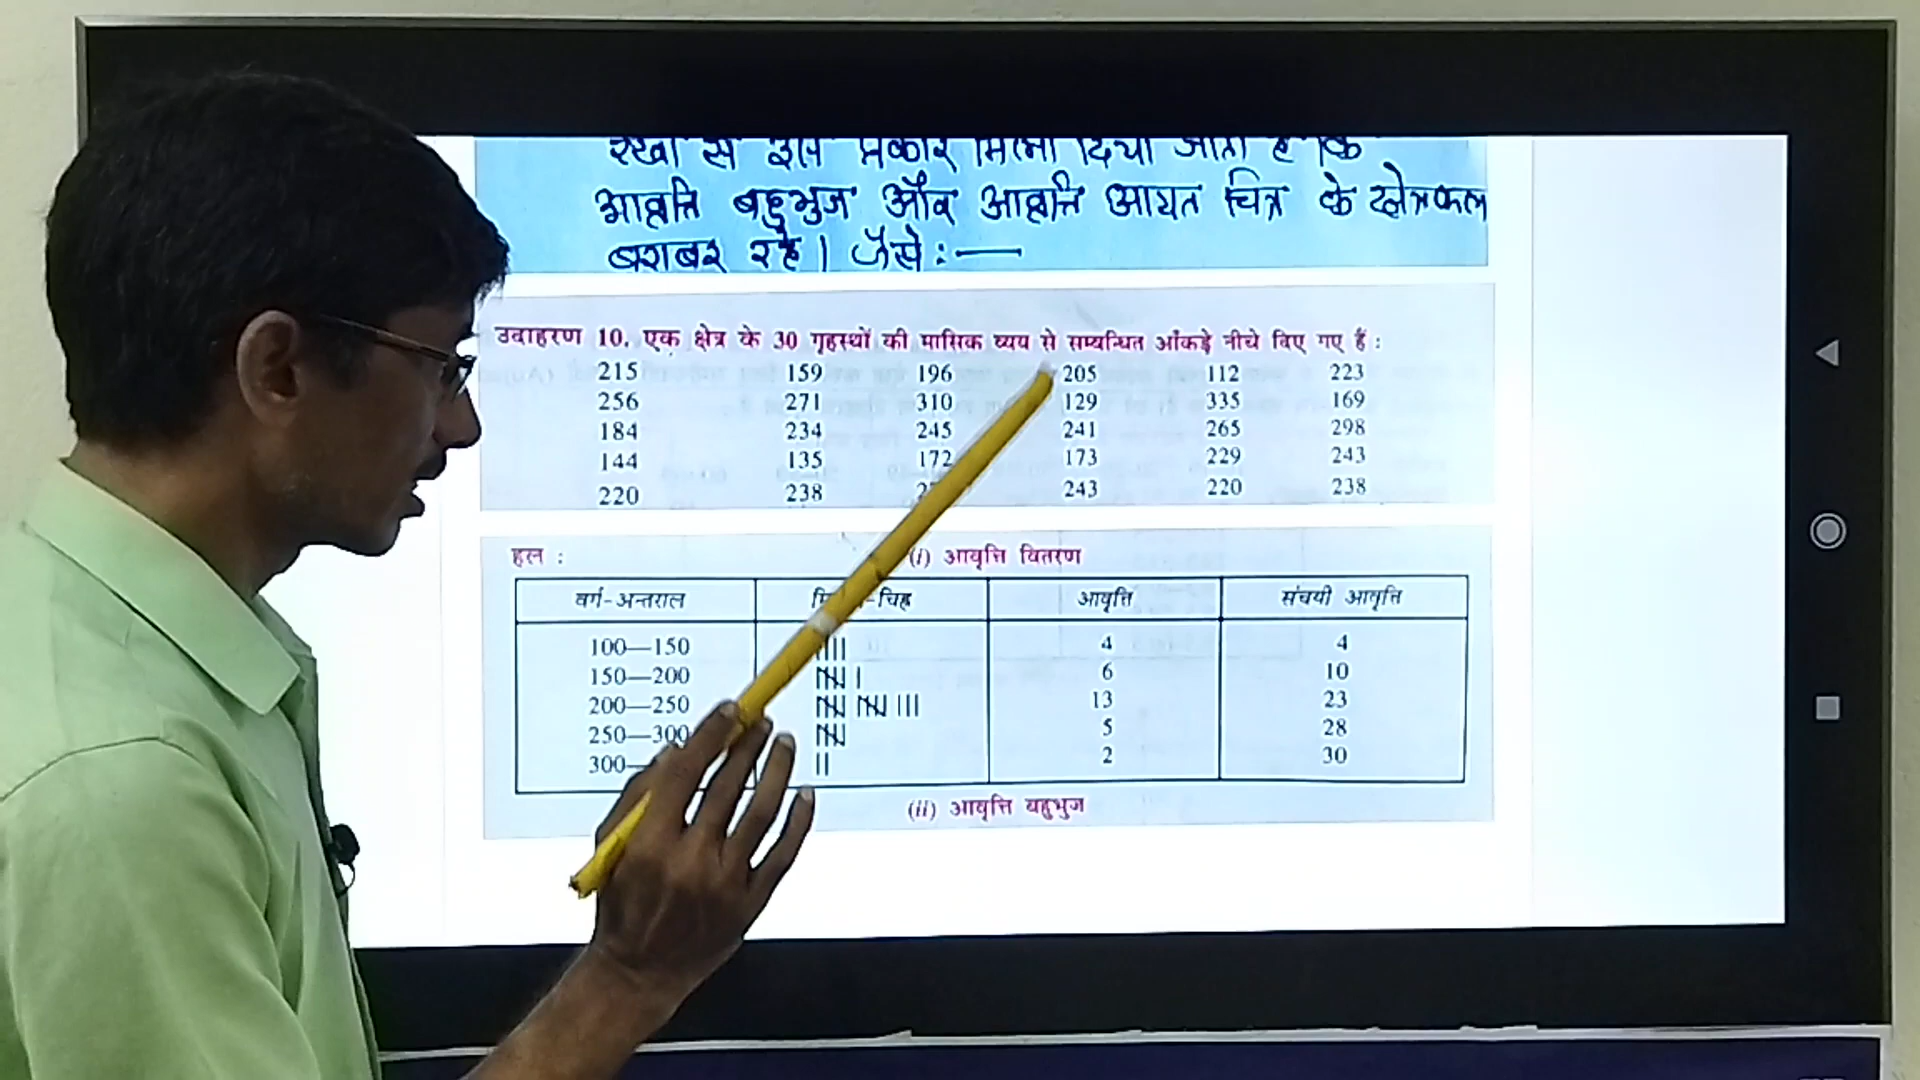 आवृत्ति बहुभुज और आवृत्ति आयत चित्र के क्षेत्रफल
बराबर रहे। जैसे :—
उदाहरण 10. एक क्षेत्र के 30 गृहस्थों की मासिक व्यय से सम्बन्धित आँकड़े नीचे दिए गए हैं :
215 159 196 205 112 223
256 271 310 129 335 169
184 234 245 241 265 298
144 135 172 173 229 243
220 238 243 220 238
हल : (i) आवृत्ति वितरण
वर्ग-अन्तराल चिह्न आवृत्ति संचयी आवृत्ति
100—150 |||| 4 4
150—200 𝍸 | 6 10
200—250 𝍸 𝍸 ||| 13 23
250—300 𝍸 5 28
300— || 2 30
(ii) आवृत्ति बहुभुज